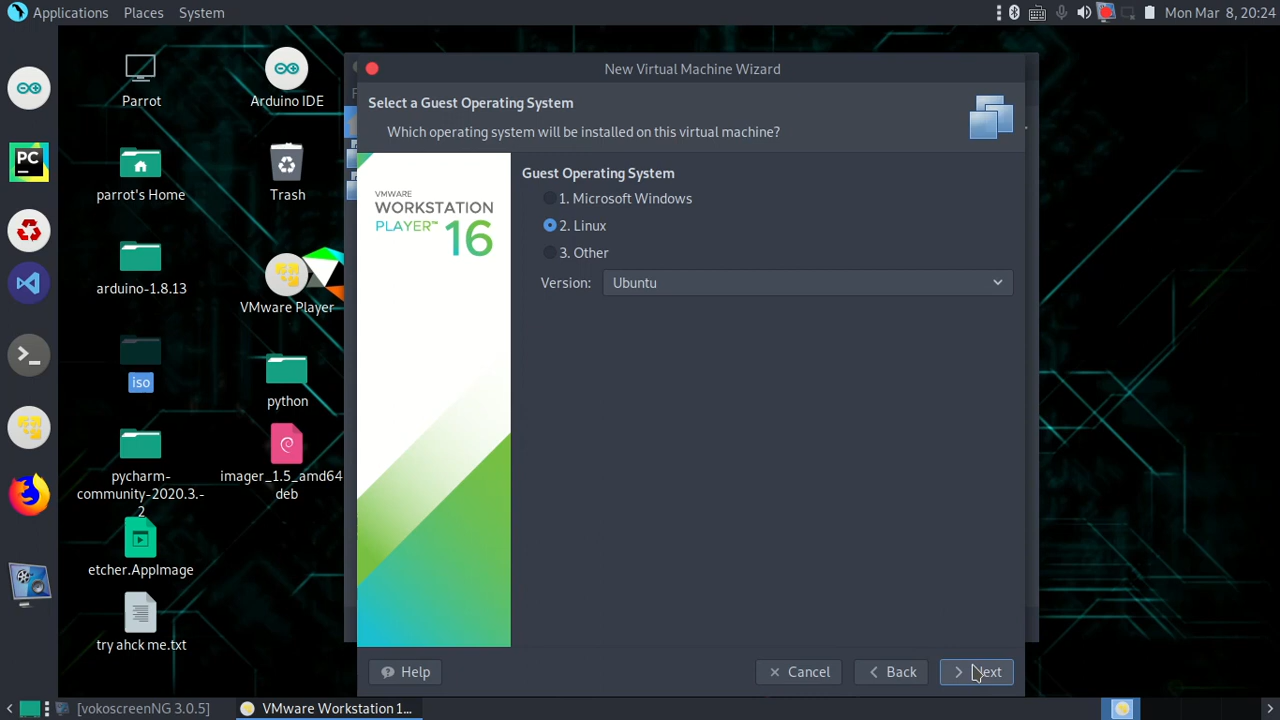 Applications Places System
Mon Mar 8, 20:24
Parrot
Arduino IDE
parrot's Home
Trash
arduino-1.8.13
VMware Player
iso
python
pycharm-
community-2020.3.-
2
imager_1.5_amd64
deb
etcher.AppImage
try ahck me.txt
PC
New Virtual Machine Wizard
Select a Guest Operating System
Which operating system will be installed on this virtual machine?
VMWARE
WORKSTATION
PLAYER™ 16
Guest Operating System
1. Microsoft Windows
2. Linux
3. Other
Version: Ubuntu
Help
Cancel
Back
Next
[vokoscreenNG 3.0.5]
VMware Workstation 1...